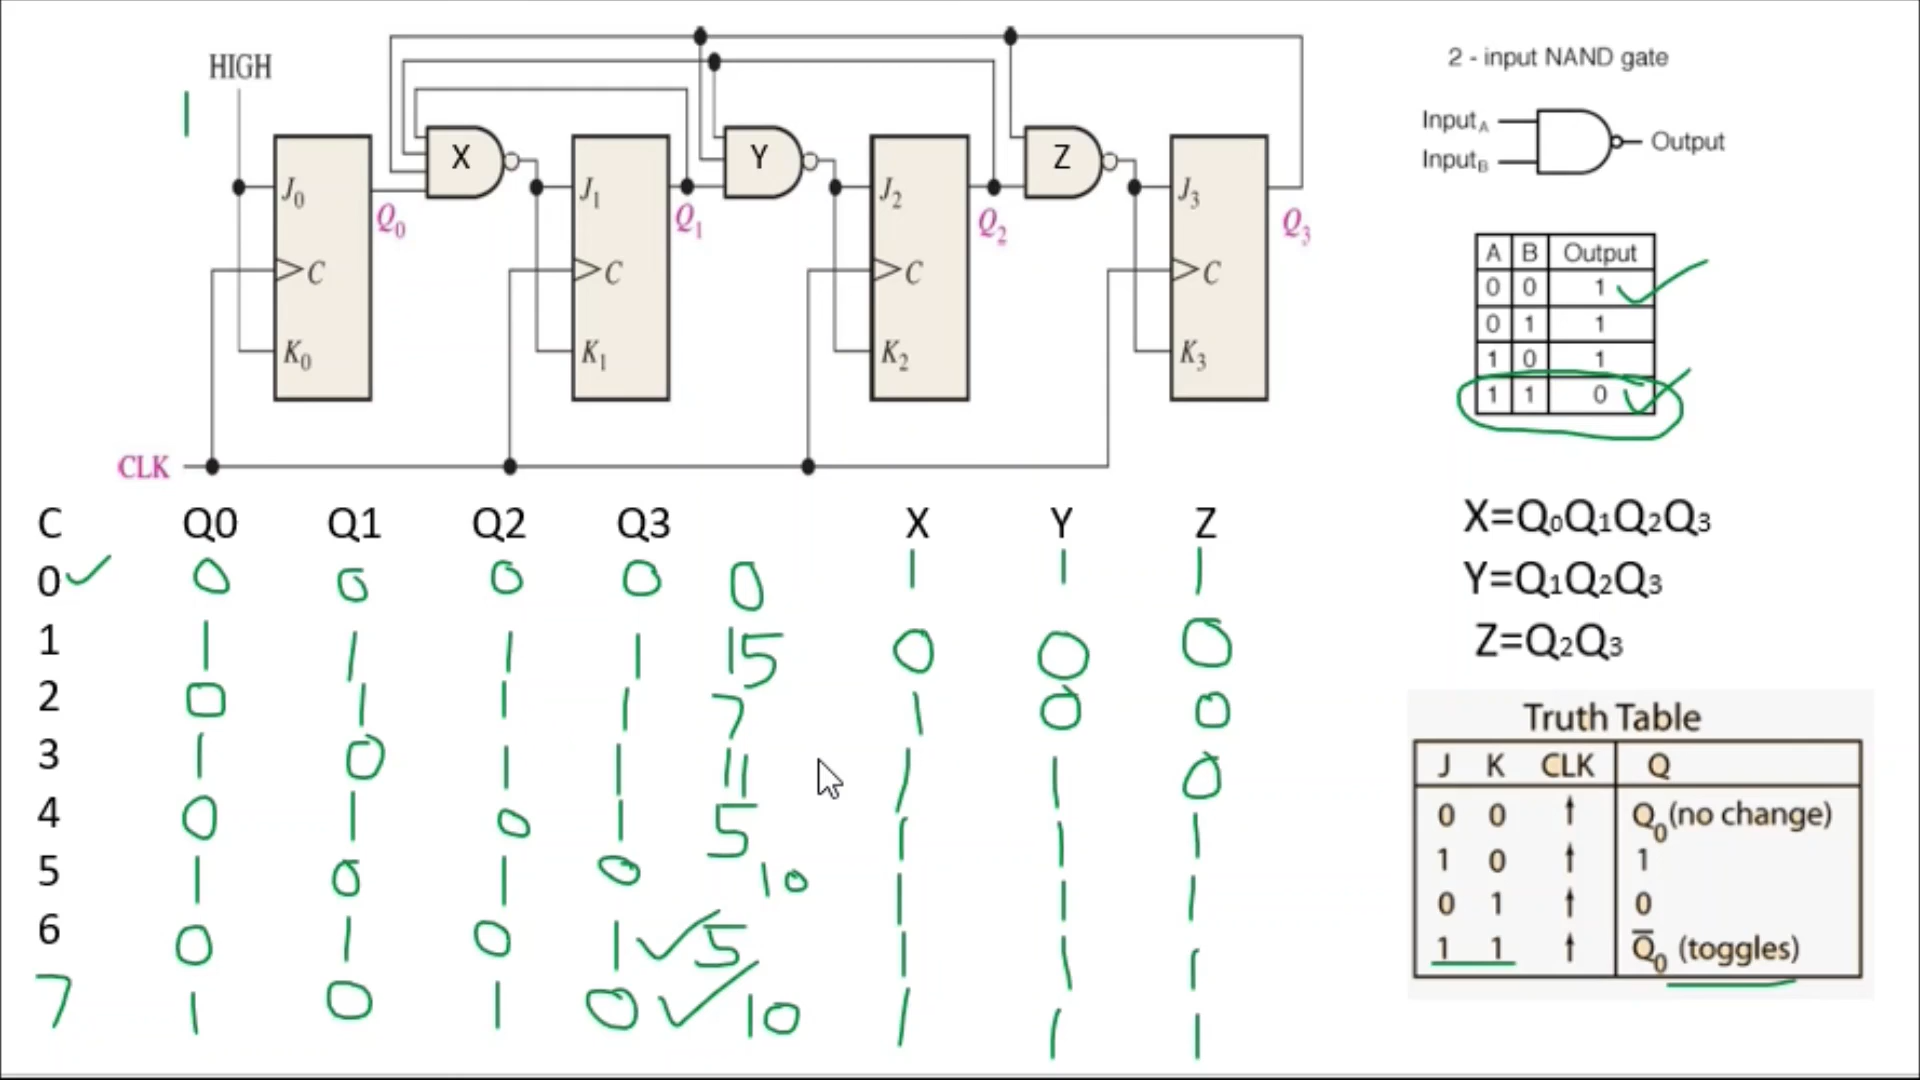 HIGH
X Y Z
J0 J1 J2 J3
Q0 Q1 Q2 Q3
C C C C
K0 K1 K2 K3
CLK
2 - input NAND gate
InputA
InputB
Output
A B Output
0 0 1
0 1 1
1 0 1
1 1 0
X=Q0Q1Q2Q3
Y=Q1Q2Q3
Z=Q2Q3
Truth Table
J K CLK Q
0 0 ↑ Q0 (no change)
1 0 ↑ 1
0 1 ↑ 0
1 1 ↑ Q̅0 (toggles)
1
C Q0 Q1 Q2 Q3 X Y Z
0 0 0 0 0 0 1 1 1
1 1 1 1 1 15 0 0 0
2 0 1 1 1 7 1 0 0
3 1 0 1 1 11 1 1 0
4 0 1 0 1 5 1 1 1
5 1 0 1 0 10 1 1 1
6 0 1 0 1 5 1 1 1
7 1 0 1 0 10 1 1 1